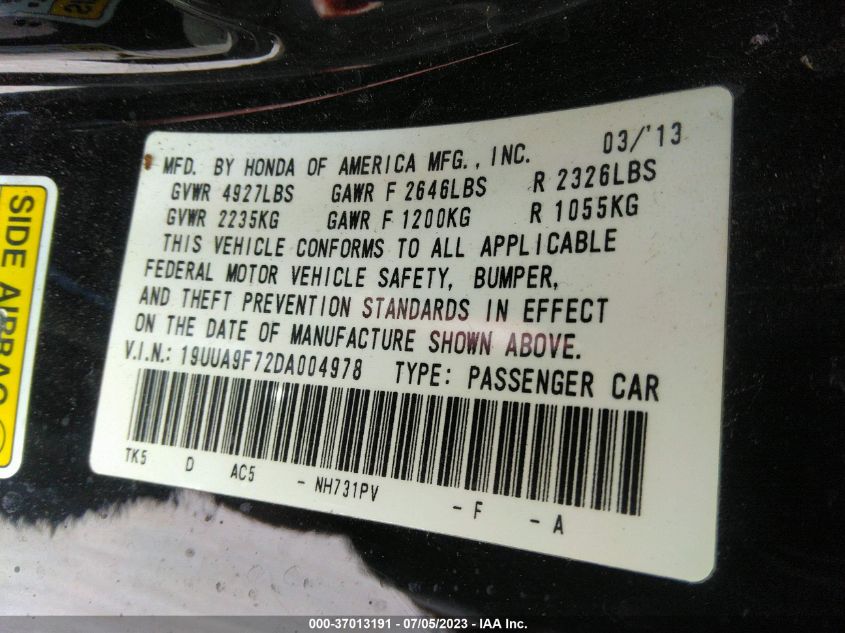 MFD. BY HONDA OF AMERICA MFG., INC. 03/'13
GVWR 4927LBS GAWR F 2646LBS R 2326LBS
GVWR 2235KG GAWR F 1200KG R 1055KG
THIS VEHICLE CONFORMS TO ALL APPLICABLE
FEDERAL MOTOR VEHICLE SAFETY, BUMPER,
AND THEFT PREVENTION STANDARDS IN EFFECT
ON THE DATE OF MANUFACTURE SHOWN ABOVE.
V.I.N.: 19UUA9F72DA004978 TYPE: PASSENGER CAR
TK5 D AC5 - NH731PV - F - A
SIDE AIRBAG
000-37013191 - 07/05/2023 - IAA Inc.